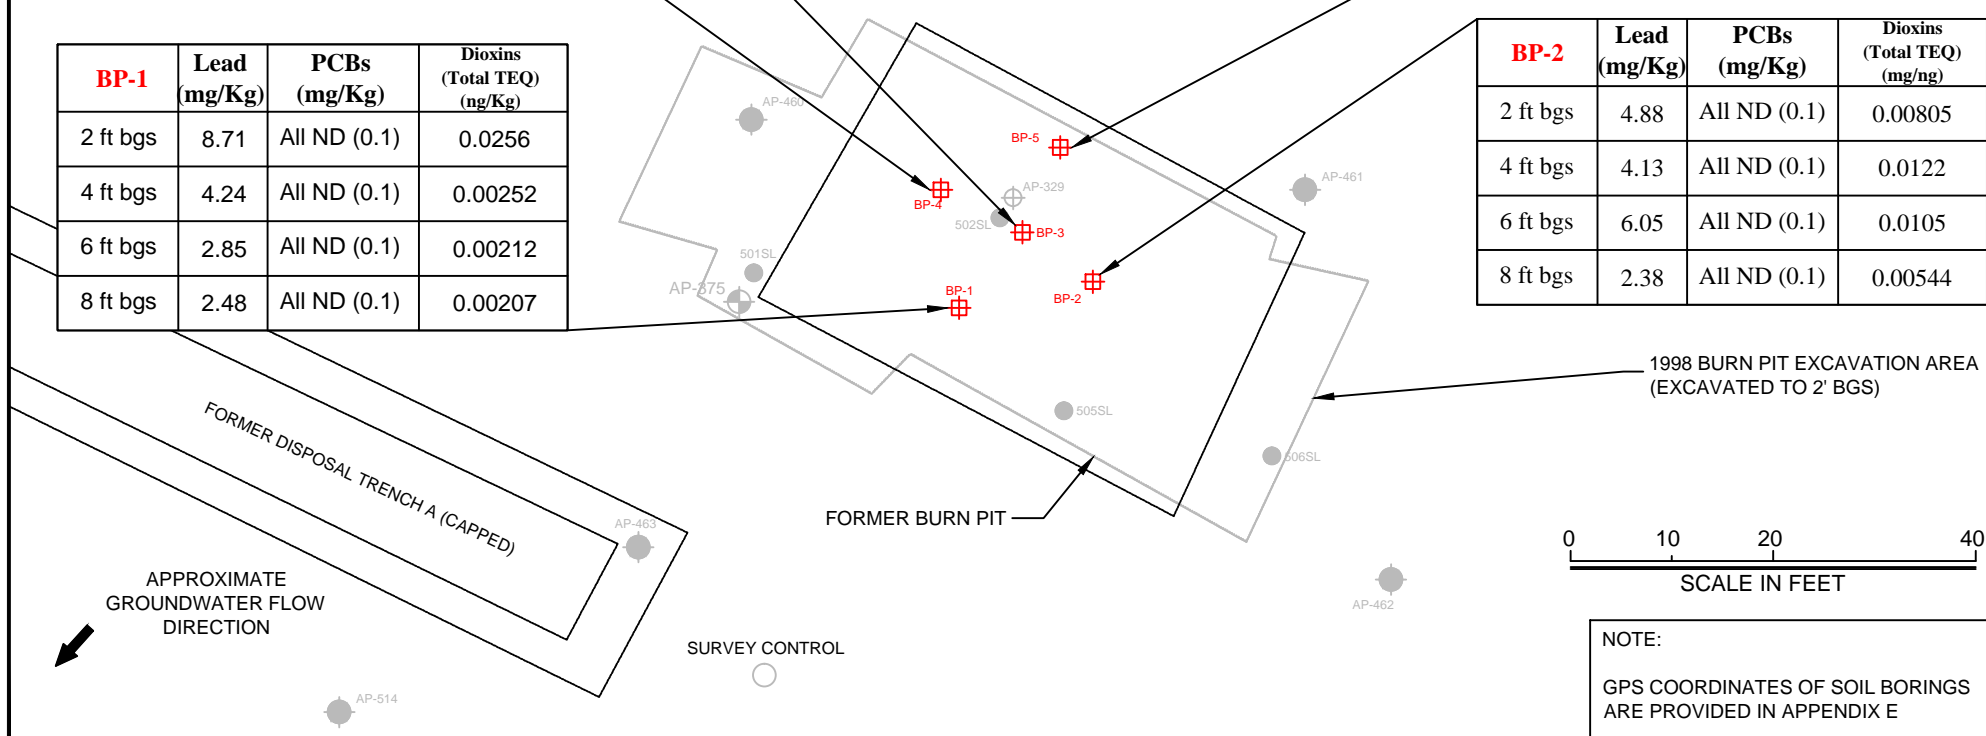 BP-1 Lead (mg/Kg) PCBs (mg/Kg) Dioxins (Total TEQ) (ng/Kg)
2 ft bgs 8.71 All ND (0.1) 0.0256
4 ft bgs 4.24 All ND (0.1) 0.00252
6 ft bgs 2.85 All ND (0.1) 0.00212
8 ft bgs 2.48 All ND (0.1) 0.00207
BP-2 Lead (mg/Kg) PCBs (mg/Kg) Dioxins (Total TEQ) (mg/ng)
2 ft bgs 4.88 All ND (0.1) 0.00805
4 ft bgs 4.13 All ND (0.1) 0.0122
6 ft bgs 6.05 All ND (0.1) 0.0105
8 ft bgs 2.38 All ND (0.1) 0.00544
AP-460
BP-5
AP-461
AP-329
BP-4
502SL
BP-3
501SL
AP-375
BP-1
BP-2
1998 BURN PIT EXCAVATION AREA
(EXCAVATED TO 2' BGS)
505SL
506SL
FORMER DISPOSAL TRENCH A (CAPPED)
FORMER BURN PIT
AP-463
0 10 20 40
SCALE IN FEET
APPROXIMATE
GROUNDWATER FLOW
DIRECTION
AP-462
SURVEY CONTROL
AP-514
NOTE:
GPS COORDINATES OF SOIL BORINGS
ARE PROVIDED IN APPENDIX E